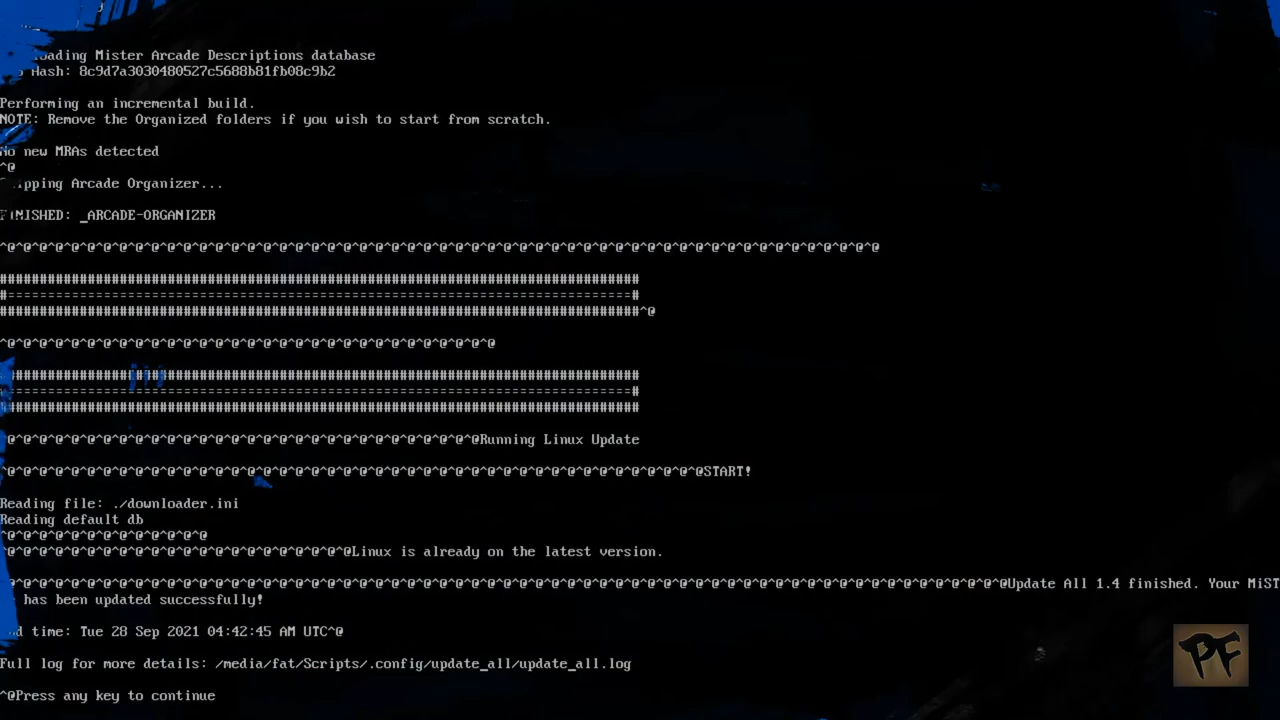 loading Mister Arcade Descriptions database
Hash: 8c9d7a3030480527c5688b81fb08c9b2
Performing an incremental build.
NOTE: Remove the Organized folders if you wish to start from scratch.
No new MRAs detected
^@
ipping Arcade Organizer...
FINISHED: _ARCADE-ORGANIZER
^@^@^@^@^@^@^@^@^@^@^@^@^@^@^@^@^@^@^@^@^@^@^@^@^@^@^@^@^@^@^@^@^@^@^@^@^@^@^@^@^@^@^@^@^@^@^@^@^@^@^@^@^@^@^@
################################################################################
#==============================================================================#
################################################################################^@
^@^@^@^@^@^@^@^@^@^@^@^@^@^@^@^@^@^@^@^@^@^@^@^@^@^@^@^@^@^@^@
###############################################################################
==============================================================================#
################################################################################
@^@^@^@^@^@^@^@^@^@^@^@^@^@^@^@^@^@^@^@^@^@^@^@^@^@^@^@^@^@^@Running Linux Update
^@^@^@^@^@^@^@^@^@^@^@^@^@^@^@^@^@^@^@^@^@^@^@^@^@^@^@^@^@^@^@^@^@^@^@^@^@^@^@^@^@^@^@^@START!
Reading file: ./downloader.ini
Reading default db
^@^@^@^@^@^@^@^@^@^@^@^@^@
^@^@^@^@^@^@^@^@^@^@^@^@^@^@^@^@^@^@^@^@^@^@Linux is already on the latest version.
@^@^@^@^@^@^@^@^@^@^@^@^@^@^@^@^@^@^@^@^@^@^@^@^@^@^@^@^@^@^@^@^@^@^@^@^@^@^@^@^@^@^@^@^@^@^@^@^@^@^@^@^@^@^@^@^@^@^@^@^@^@^@^@Update All 1.4 finished. Your MiST
has been updated successfully!
d time: Tue 28 Sep 2021 04:42:45 AM UTC^@
Full log for more details: /media/fat/Scripts/.config/update_all/update_all.log
^@Press any key to continue
PF